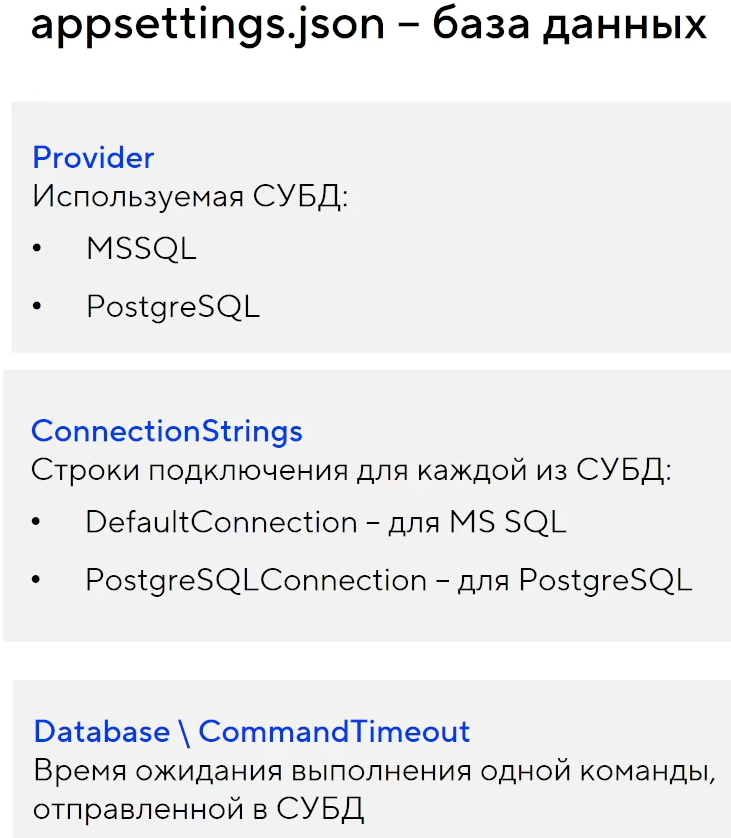 appsettings.json – база данных
Provider
Используемая СУБД:
• MSSQL
• PostgreSQL
ConnectionStrings
Строки подключения для каждой из СУБД:
• DefaultConnection – для MS SQL
• PostgreSQLConnection – для PostgreSQL
Database \ CommandTimeout
Время ожидания выполнения одной команды,
отправленной в СУБД